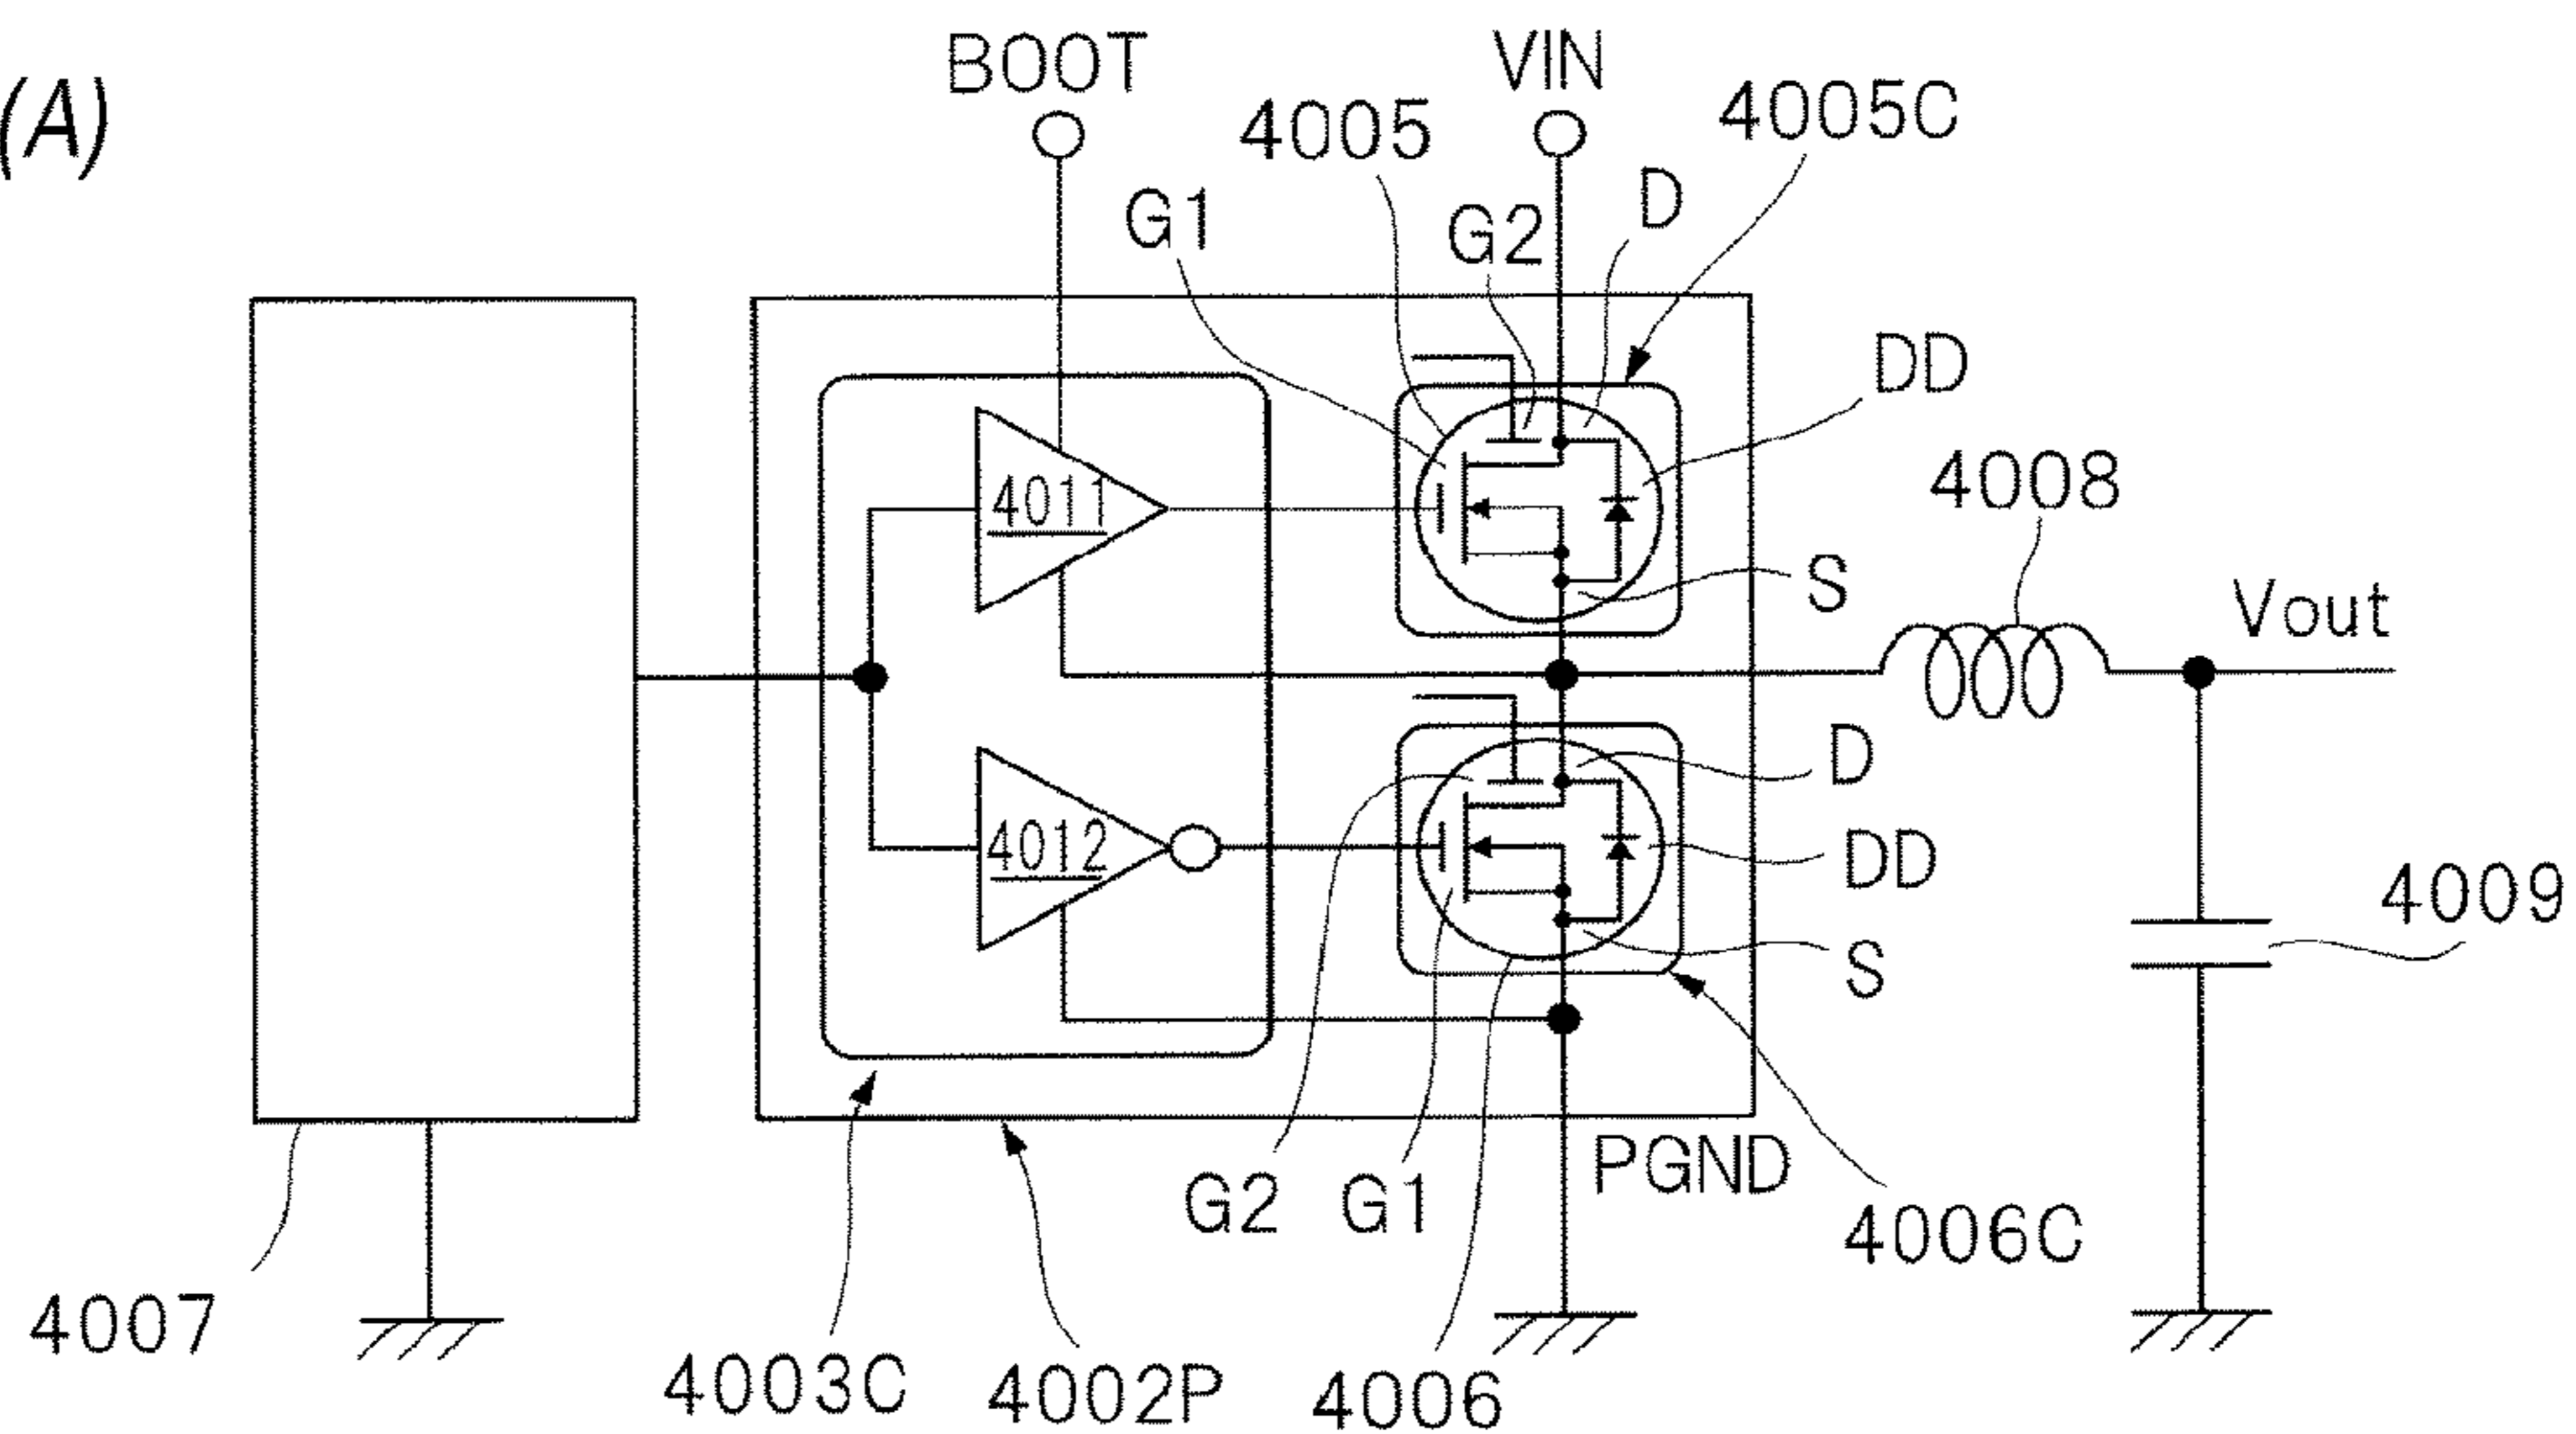 (A)
BOOT
VIN
4005
4005C
G1
G2
D
DD
4011
4008
S
Vout
D
4012
DD
4009
S
PGND
G2
G1
4006C
4007
4003C
4002P
4006